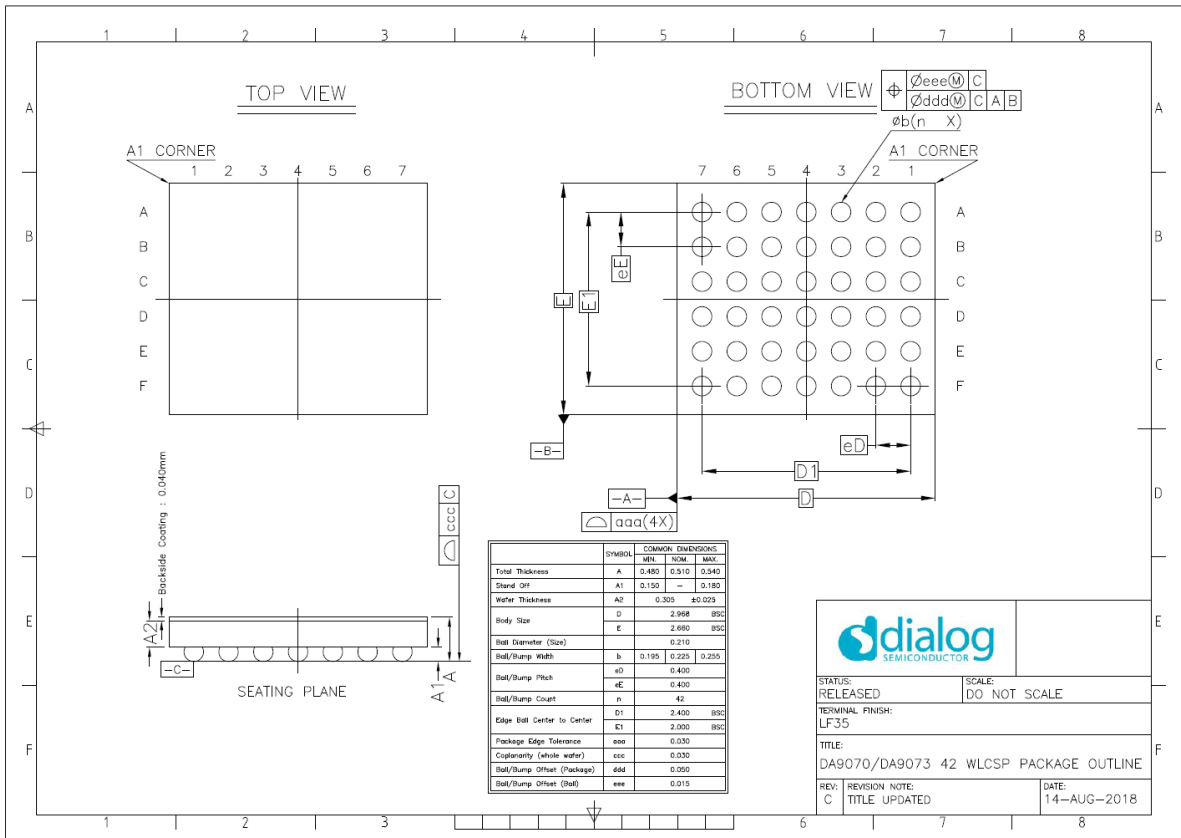 1 2 3 4 5 6 7 8
A A
B B
C C
D D
E E
F F
1 2 3 6 7 8
TOP VIEW
A1 CORNER
1 2 3 4 5 6 7
A
B
C
D
E
F
BOTTOM VIEW
Øeee Ⓜ C
Øddd Ⓜ C A B
øb(n X)
A1 CORNER
7 6 5 4 3 2 1
A
B
C
D
E
F
eE
E1
E
-B-
eD
D1
-A-
D
aaa(4X)
Backside Coating : 0.040mm
A2
ccc C
-C-
A1
A
SEATING PLANE
SYMBOL COMMON DIMENSIONS
MIN. NOM. MAX.
Total Thickness A 0.480 0.510 0.540
Stand Off A1 0.150 — 0.180
Wafer Thickness A2 0.305 ±0.025
Body Size D 2.968 BSC
E 2.660 BSC
Ball Diameter (Size) 0.210
Ball/Bump Width b 0.195 0.225 0.255
Ball/Bump Pitch eD 0.400
eE 0.400
Ball/Bump Count n 42
Edge Ball Center to Center D1 2.400 BSC
E1 2.000 BSC
Package Edge Tolerance aaa 0.030
Coplanarity (whole wafer) ccc 0.030
Ball/Bump Offset (Package) ddd 0.050
Ball/Bump Offset (Ball) eee 0.015
dialog
SEMICONDUCTOR
STATUS: SCALE:
RELEASED DO NOT SCALE
TERMINAL FINISH:
LF35
TITLE:
DA9070/DA9073 42 WLCSP PACKAGE OUTLINE
REV: REVISION NOTE: DATE:
C TITLE UPDATED 14-AUG-2018